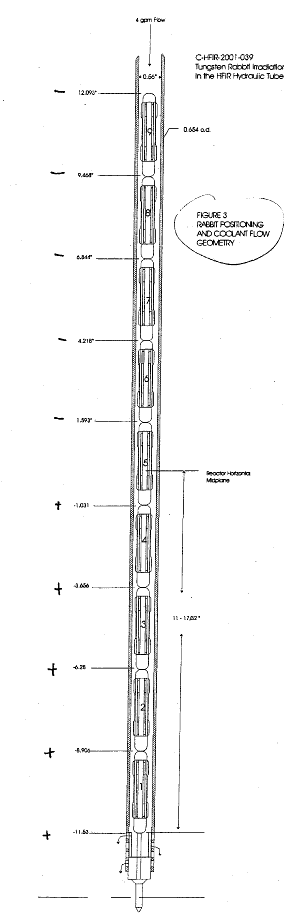 4 gpm Flow
C-HFIR-2001-039
Tungsten Rabbit Irradiation
In the HFIR Hydraulic Tube
0.56"
12.093"
9
0.654 o.d.
9.468"
8
FIGURE 3
RABBIT POSITIONING
AND COOLANT FLOW
GEOMETRY
6.844"
7
4.218"
6
1.593"
5
Reactor Horizontal
Midplane
+ -1.031
4
+ -3.656
3
11 - 17/32"
+ -6.28
2
+ -8.906
1
+ -11.53